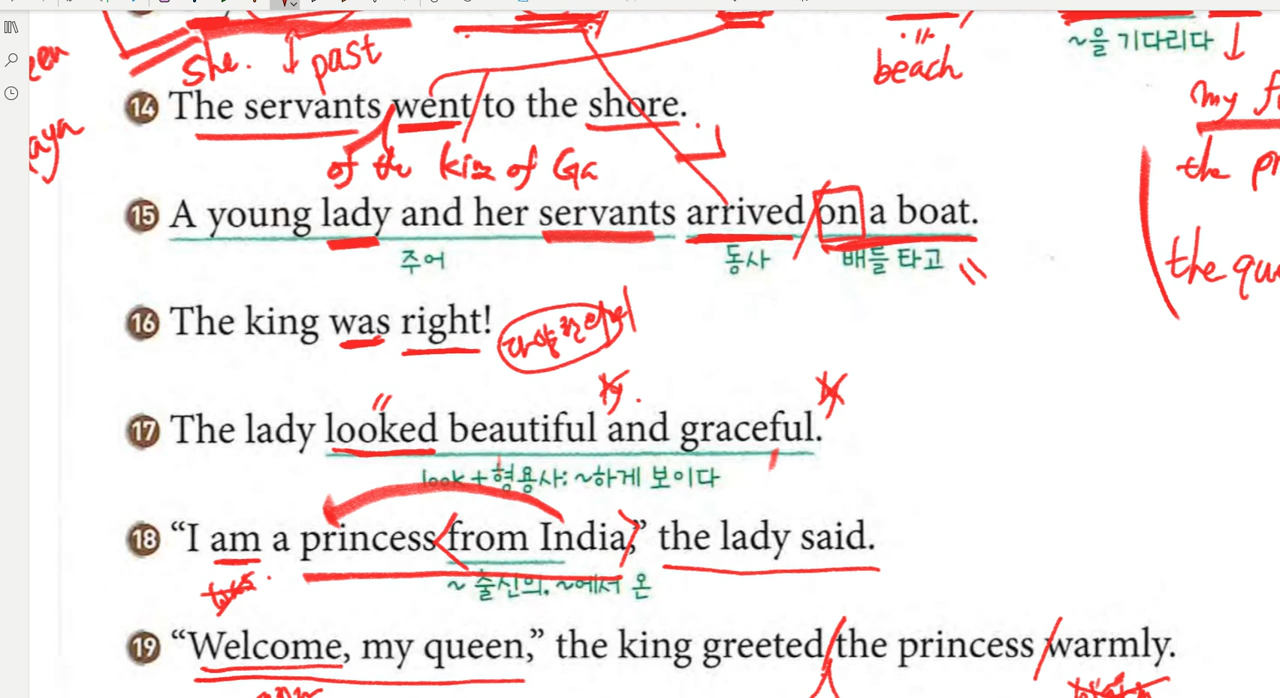 she. past
beach
~을 기다리다
⑭ The servants went to the shore.
of the king of Ga
my
the
⑮ A young lady and her servants arrived on a boat.
주어 동사 배를 타고
the que
⑯ The king was right!
⑰ The lady looked beautiful and graceful.
look+형용사: ~하게 보이다
⑱ “I am a princess from India,” the lady said.
~ 출신의, ~에서 온
⑲ “Welcome, my queen,” the king greeted the princess warmly.